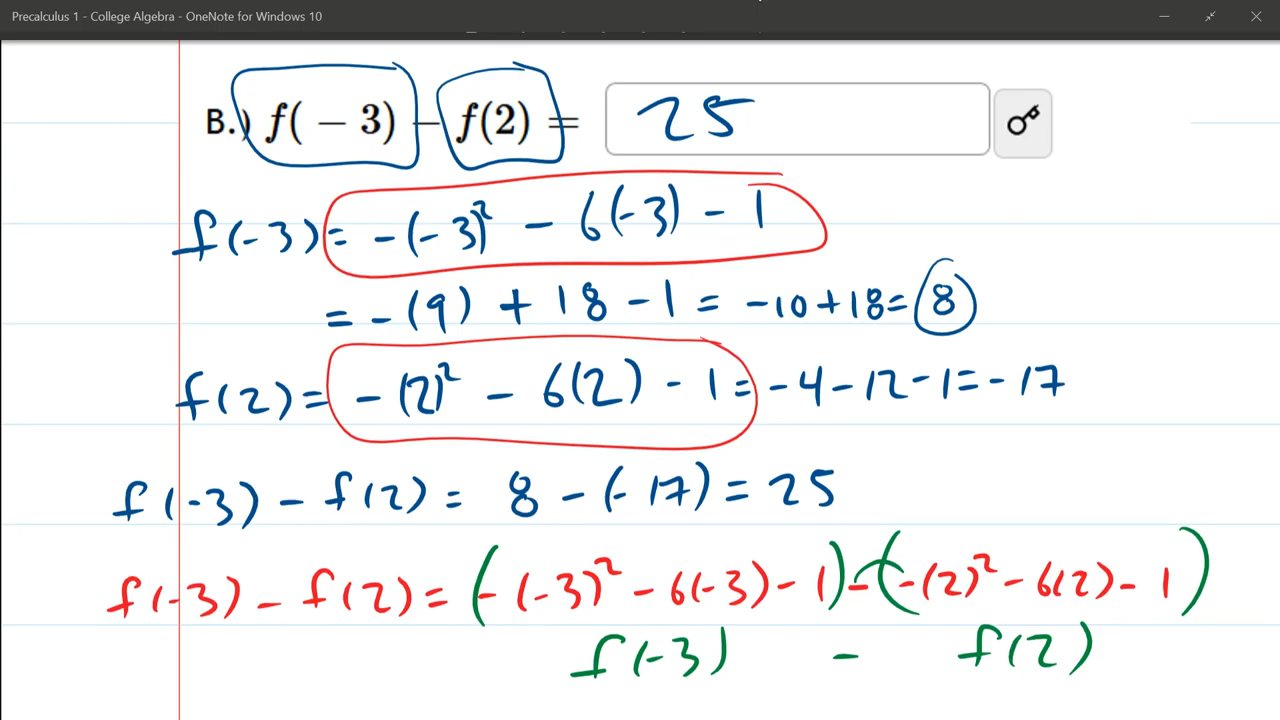 Precalculus 1 - College Algebra - OneNote for Windows 10
B.) f( − 3) − f(2) = 25
f(-3) = -(-3)² - 6(-3) - 1
= -(9) + 18 - 1 = -10+18= 8
f(2) = -(2)² - 6(2) - 1 = -4-12-1=-17
f(-3) - f(2) = 8 - (-17) = 25
f(-3) - f(2) = (-(-3)² - 6(-3) - 1) - (-(2)² - 6(2) - 1)
f(-3) - f(2)